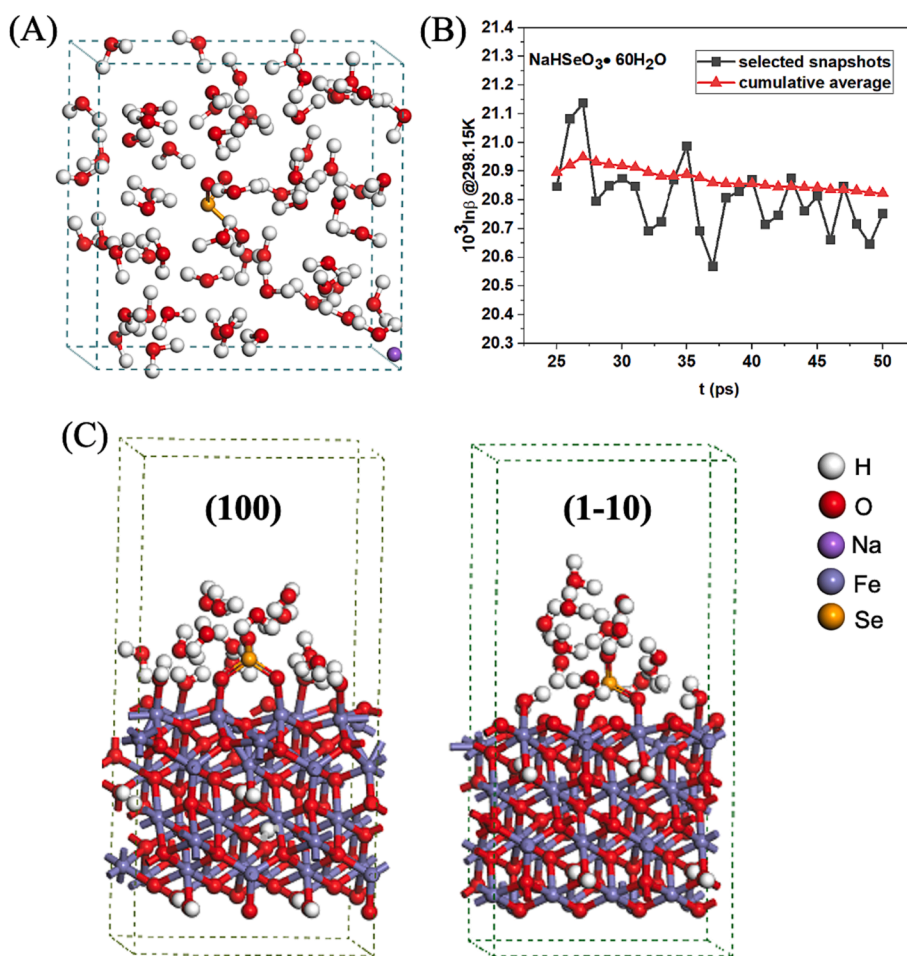 (A)
(B)
NaHSeO₃• 60H₂O
selected snapshots
cumulative average
10³lnβ @298.15K
21.4
21.3
21.2
21.1
21.0
20.9
20.8
20.7
20.6
20.5
20.4
20.3
25 30 35 40 45 50
t (ps)
(C)
(100)
(1-10)
H
O
Na
Fe
Se